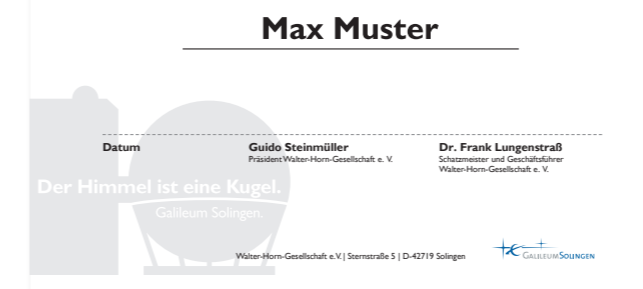 Max Muster
Datum
Guido Steinmüller
Präsident Walter-Horn-Gesellschaft e. V.
Dr. Frank Lungenstraß
Schatzmeister und Geschäftsführer
Walter-Horn-Gesellschaft e. V.
Der Himmel ist eine Kugel.
Galileum Solingen.
Walter-Horn-Gesellschaft e.V. | Sternstraße 5 | D-42719 Solingen
GALILEUMSOLINGEN